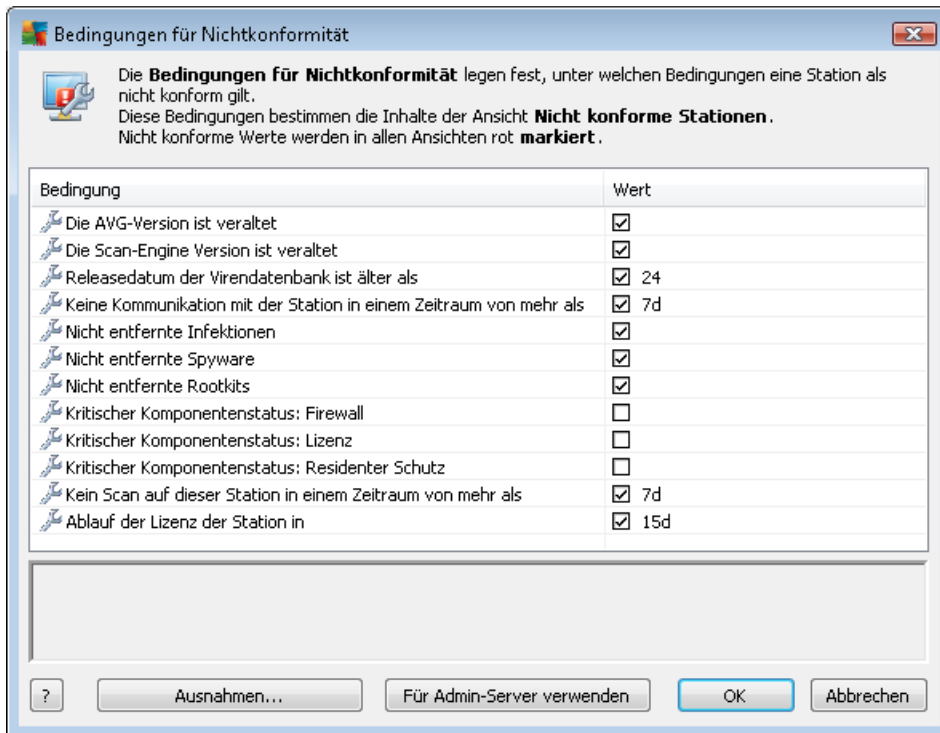 Bedingungen für Nichtkonformität
Die Bedingungen für Nichtkonformität legen fest, unter welchen Bedingungen eine Station als
nicht konform gilt.
Diese Bedingungen bestimmen die Inhalte der Ansicht Nicht konforme Stationen.
Nicht konforme Werte werden in allen Ansichten rot markiert.
Bedingung Wert
Die AVG-Version ist veraltet
Die Scan-Engine Version ist veraltet
Releasedatum der Virendatenbank ist älter als 24
Keine Kommunikation mit der Station in einem Zeitraum von mehr als 7d
Nicht entfernte Infektionen
Nicht entfernte Spyware
Nicht entfernte Rootkits
Kritischer Komponentenstatus: Firewall
Kritischer Komponentenstatus: Lizenz
Kritischer Komponentenstatus: Residenter Schutz
Kein Scan auf dieser Station in einem Zeitraum von mehr als 7d
Ablauf der Lizenz der Station in 15d
? Ausnahmen... Für Admin-Server verwenden OK Abbrechen